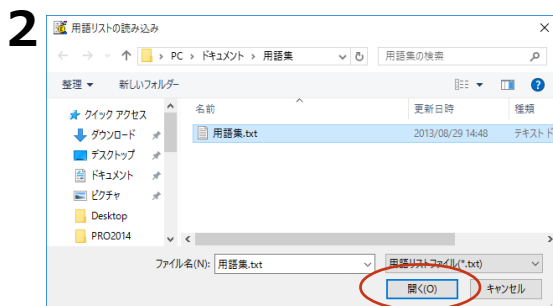 2
用語リストの読み込み
PC › ドキュメント › 用語集
用語集の検索
整理 新しいフォルダー
名前 更新日時 種類
クイック アクセス
用語集.txt 2013/08/29 14:48 テキスト ド
ダウンロード
デスクトップ
ドキュメント
ピクチャ
Desktop
PRO2014
ファイル名(N): 用語集.txt 用語リストファイル(*.txt)
開く(O) キャンセル